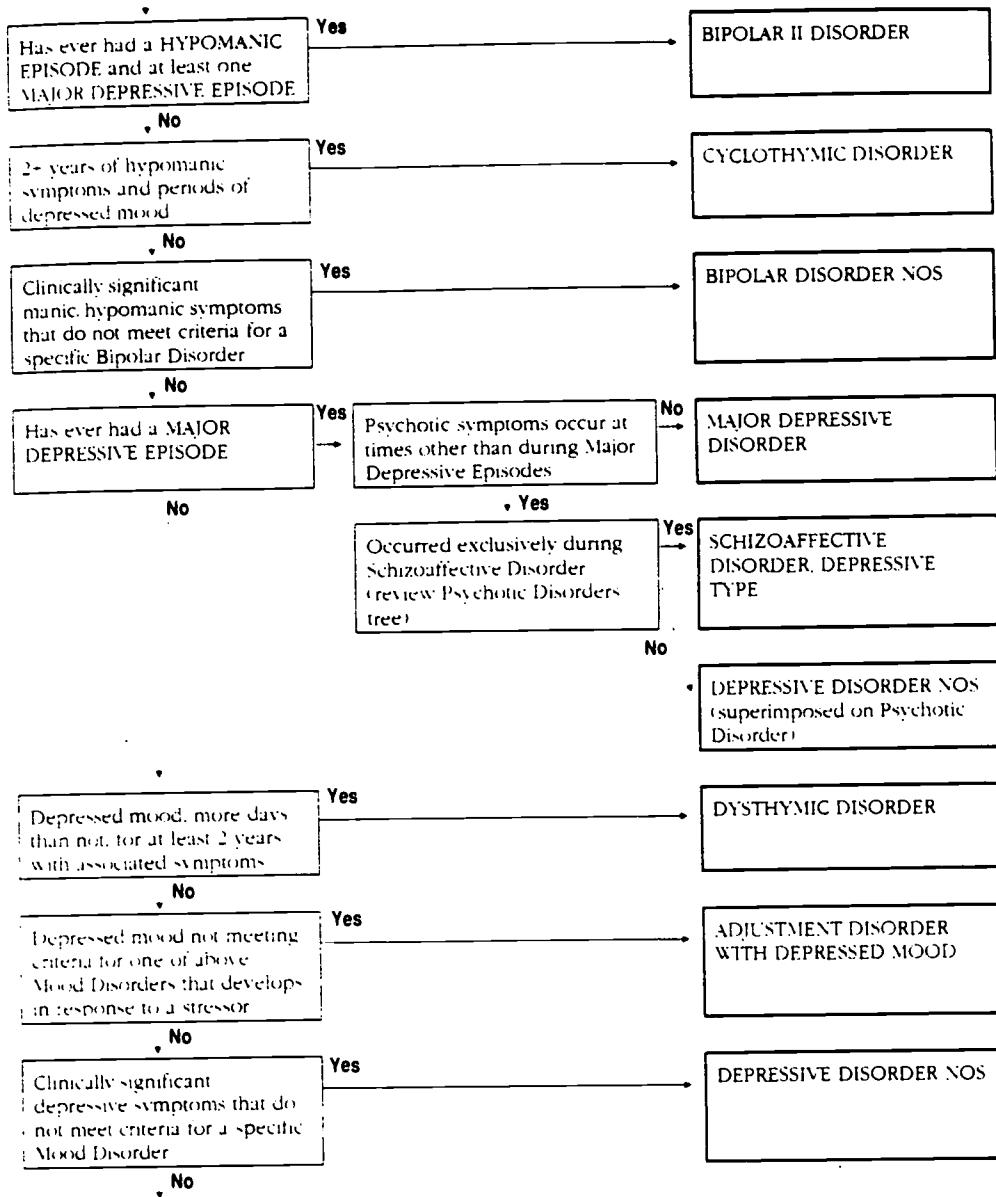 Yes
Has ever had a HYPOMANIC
EPISODE and at least one
MAJOR DEPRESSIVE EPISODE
BIPOLAR II DISORDER
No
2+ years of hypomanic
symptoms and periods of
depressed mood
Yes
CYCLOTHYMIC DISORDER
No
Clinically significant
manic. hypomanic symptoms
that do not meet criteria for a
specific Bipolar Disorder
Yes
BIPOLAR DISORDER NOS
No
Has ever had a MAJOR
DEPRESSIVE EPISODE
Yes
Psychotic symptoms occur at
times other than during Major
Depressive Episodes
No
MAJOR DEPRESSIVE
DISORDER
No
Yes
Occurred exclusively during
Schizoaffective Disorder
(review Psychotic Disorders
tree)
Yes
SCHIZOAFFECTIVE
DISORDER, DEPRESSIVE
TYPE
No
DEPRESSIVE DISORDER NOS
(superimposed on Psychotic
Disorder)
Depressed mood, more days
than not, for at least 2 years
with associated symptoms
Yes
DYSTHYMIC DISORDER
No
Depressed mood not meeting
criteria for one of above
Mood Disorders that develops
in response to a stressor
Yes
ADJUSTMENT DISORDER
WITH DEPRESSED MOOD
No
Clinically significant
depressive symptoms that do
not meet criteria for a specific
Mood Disorder
Yes
DEPRESSIVE DISORDER NOS
No